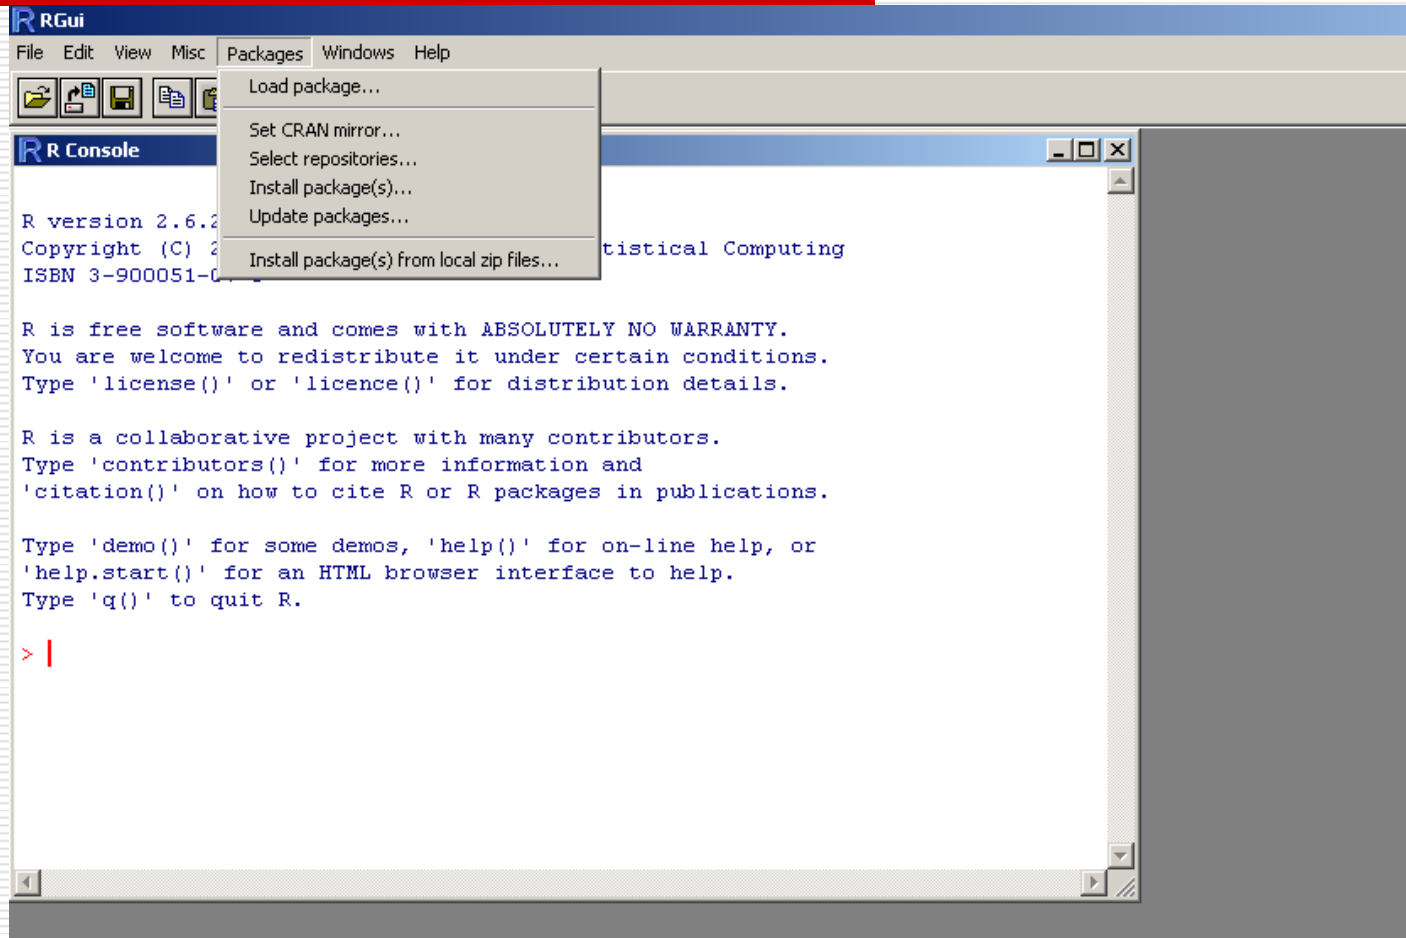 RGui
File Edit View Misc Packages Windows Help
Load package...
Set CRAN mirror...
Select repositories...
Install package(s)...
Update packages...
Install package(s) from local zip files...
R Console
R version 2.6.2
Copyright (C) tistical Computing
ISBN 3-900051-
R is free software and comes with ABSOLUTELY NO WARRANTY.
You are welcome to redistribute it under certain conditions.
Type 'license()' or 'licence()' for distribution details.
R is a collaborative project with many contributors.
Type 'contributors()' for more information and
'citation()' on how to cite R or R packages in publications.
Type 'demo()' for some demos, 'help()' for on-line help, or
'help.start()' for an HTML browser interface to help.
Type 'q()' to quit R.
>